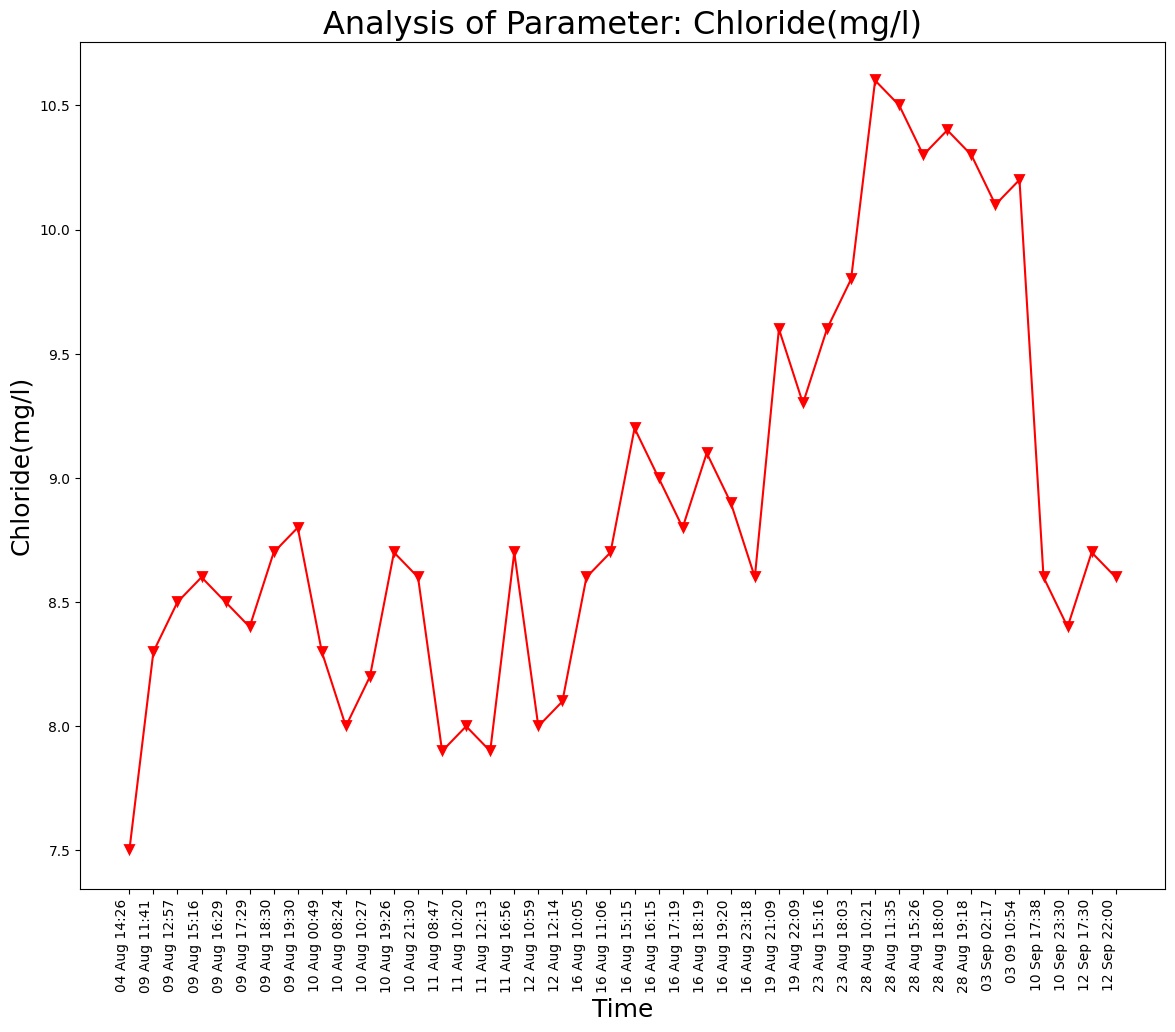 Analysis of Parameter: Chloride(mg/l)
Chloride(mg/l)
10.5
10.0
9.5
9.0
8.5
8.0
7.5
04 Aug 14:26
09 Aug 11:41
09 Aug 12:57
09 Aug 15:16
09 Aug 16:29
09 Aug 17:29
09 Aug 18:30
09 Aug 19:30
10 Aug 00:49
10 Aug 08:24
10 Aug 10:27
10 Aug 19:26
10 Aug 21:30
11 Aug 08:47
11 Aug 10:20
11 Aug 12:13
11 Aug 16:56
12 Aug 10:59
12 Aug 12:14
16 Aug 10:05
16 Aug 11:06
16 Aug 15:15
16 Aug 16:15
16 Aug 17:19
16 Aug 18:19
16 Aug 19:20
16 Aug 23:18
19 Aug 21:09
19 Aug 22:09
23 Aug 15:16
23 Aug 18:03
28 Aug 10:21
28 Aug 11:35
28 Aug 15:26
28 Aug 18:00
28 Aug 19:18
03 Sep 02:17
03 09 10:54
10 Sep 17:38
10 Sep 23:30
12 Sep 17:30
12 Sep 22:00
Time